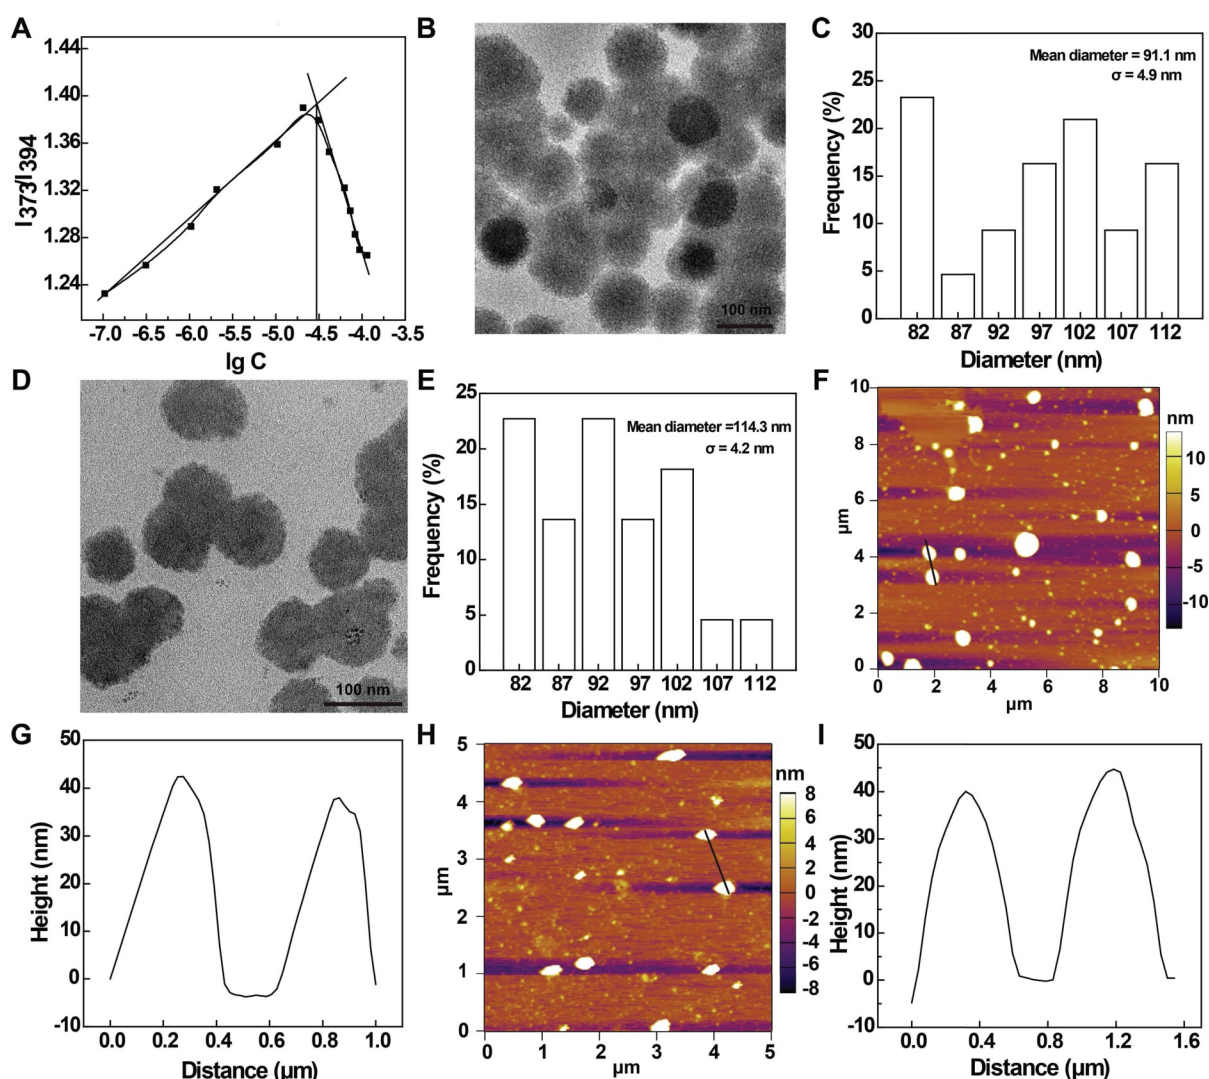 A
1.44
1.40
1.36
1.32
1.28
1.24
I373/I394
-7.0 -6.5 -6.0 -5.5 -5.0 -4.5 -4.0 -3.5
lg C
B
100 nm
C
30
25
20
15
10
5
0
Frequency (%)
Mean diameter = 91.1 nm
σ = 4.9 nm
82 87 92 97 102 107 112
Diameter (nm)
D
100 nm
E
25
20
15
10
5
0
Frequency (%)
Mean diameter =114.3 nm
σ = 4.2 nm
82 87 92 97 102 107 112
Diameter (nm)
F
10
8
6
4
2
0
µm
0 2 4 6 8 10
µm
nm
10
5
0
-5
-10
G
50
40
30
20
10
0
-10
Height (nm)
0.0 0.2 0.4 0.6 0.8 1.0
Distance (µm)
H
5
4
3
2
1
0
µm
0 1 2 3 4 5
µm
nm
8
6
4
2
0
-2
-4
-6
-8
I
50
40
30
20
10
0
-10
Height (nm)
0.0 0.4 0.8 1.2 1.6
Distance (µm)